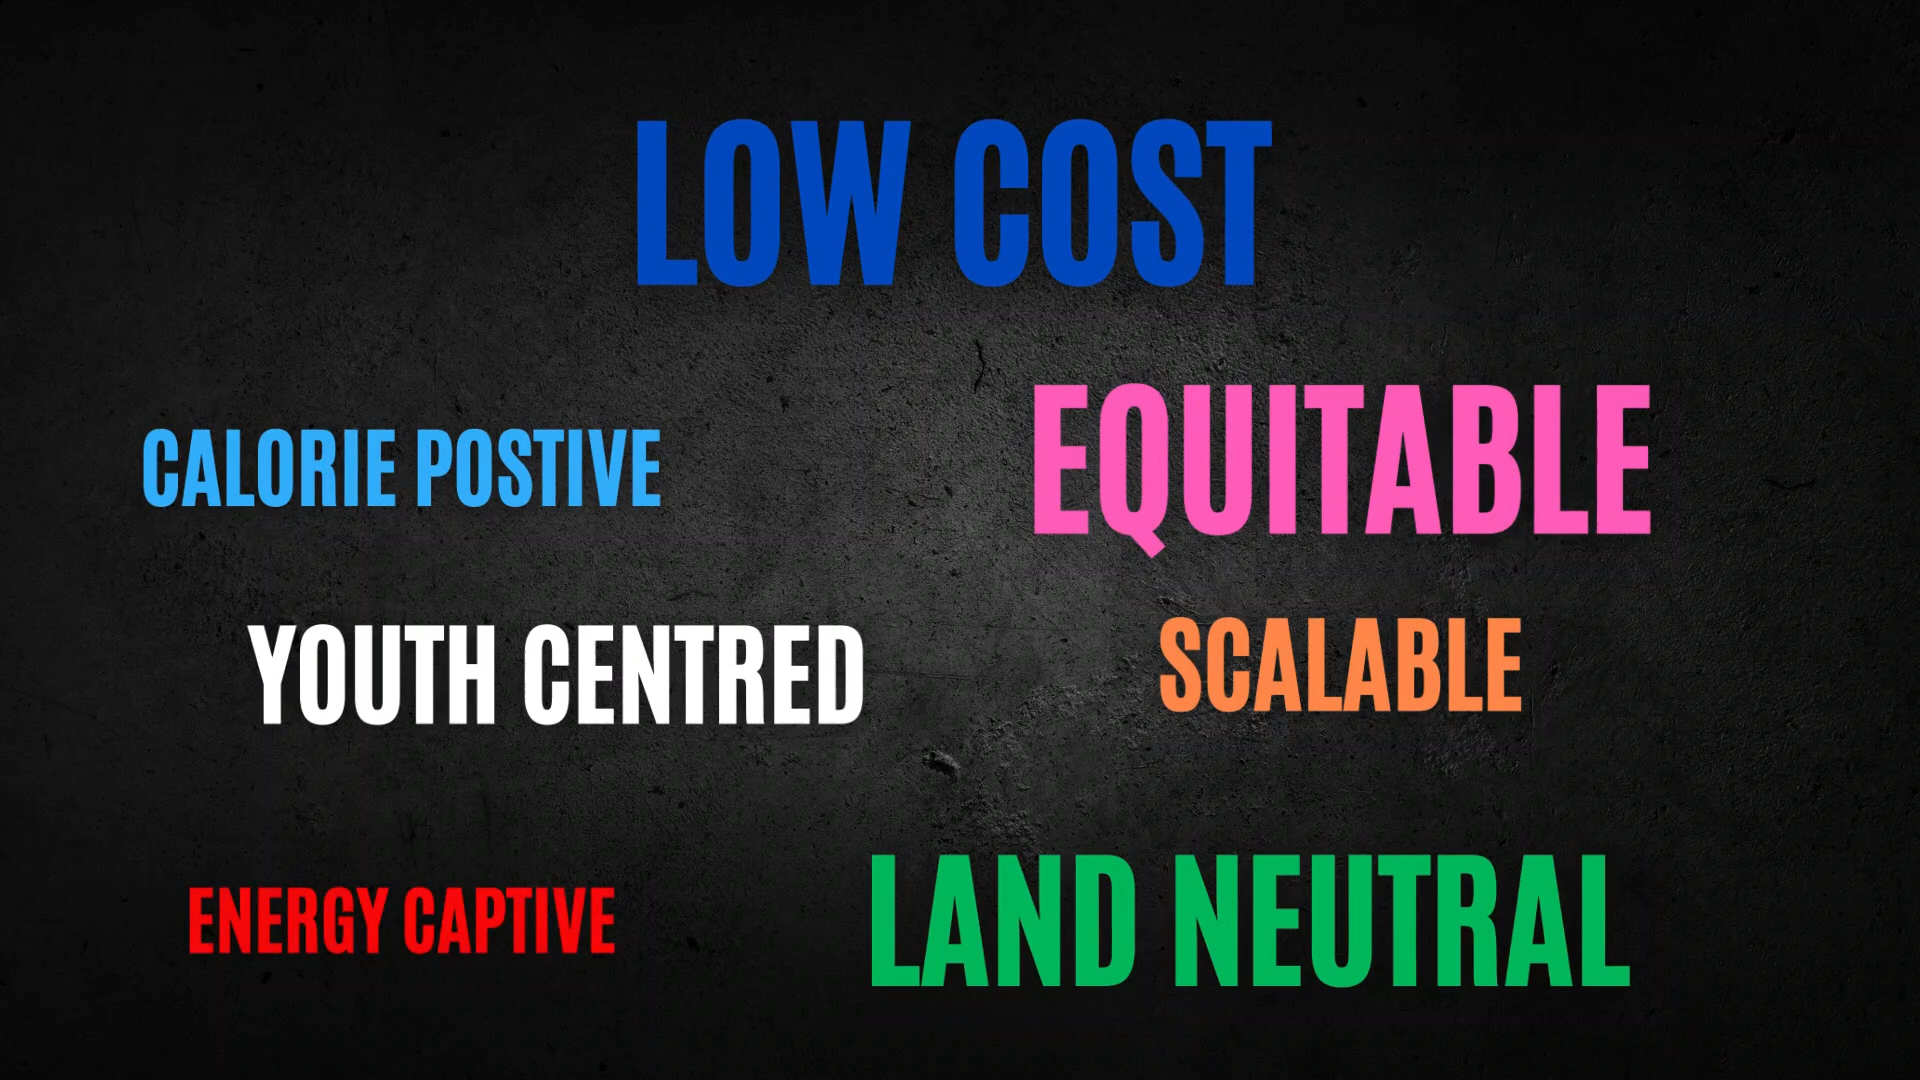 LOW COST
CALORIE POSTIVE
EQUITABLE
YOUTH CENTRED
SCALABLE
ENERGY CAPTIVE
LAND NEUTRAL